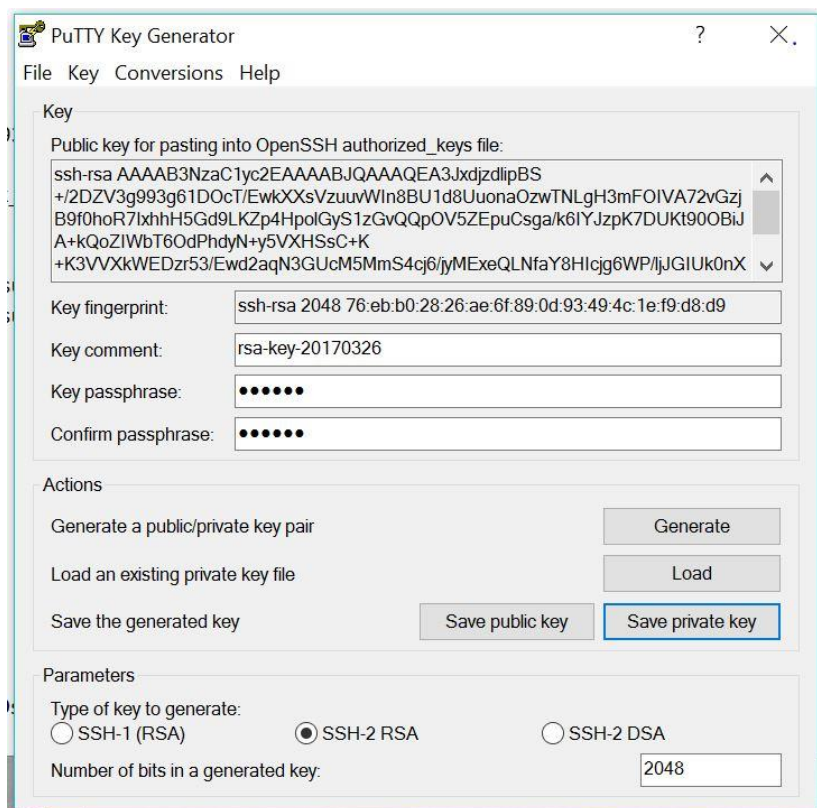 PuTTY Key Generator
File Key Conversions Help
Key
Public key for pasting into OpenSSH authorized_keys file:
ssh-rsa AAAAB3NzaC1yc2EAAAABJQAAAQEA3JxdjzdlipBS
+/2DZV3g993g61DOcT/EwkXXsVzuuvWIn8BU1d8UuonaOzwTNLgH3mFOIVA72vGzj
B9f0hoR7IxhhH5Gd9LKZp4HpolGyS1zGvQQpOV5ZEpuCsga/k6IYJzpK7DUKt90OBiJ
A+kQoZIWbT6OdPhdyN+y5VXHSsC+K
+K3VVXkWEDzr53/Ewd2aqN3GUcM5MmS4cj6/jyMExeQLNfaY8HIcjg6WP/ljJGIUk0nX
Key fingerprint: ssh-rsa 2048 76:eb:b0:28:26:ae:6f:89:0d:93:49:4c:1e:f9:d8:d9
Key comment: rsa-key-20170326
Key passphrase: ●●●●●●
Confirm passphrase: ●●●●●●
Actions
Generate a public/private key pair Generate
Load an existing private key file Load
Save the generated key Save public key Save private key
Parameters
Type of key to generate:
SSH-1 (RSA) SSH-2 RSA SSH-2 DSA
Number of bits in a generated key: 2048